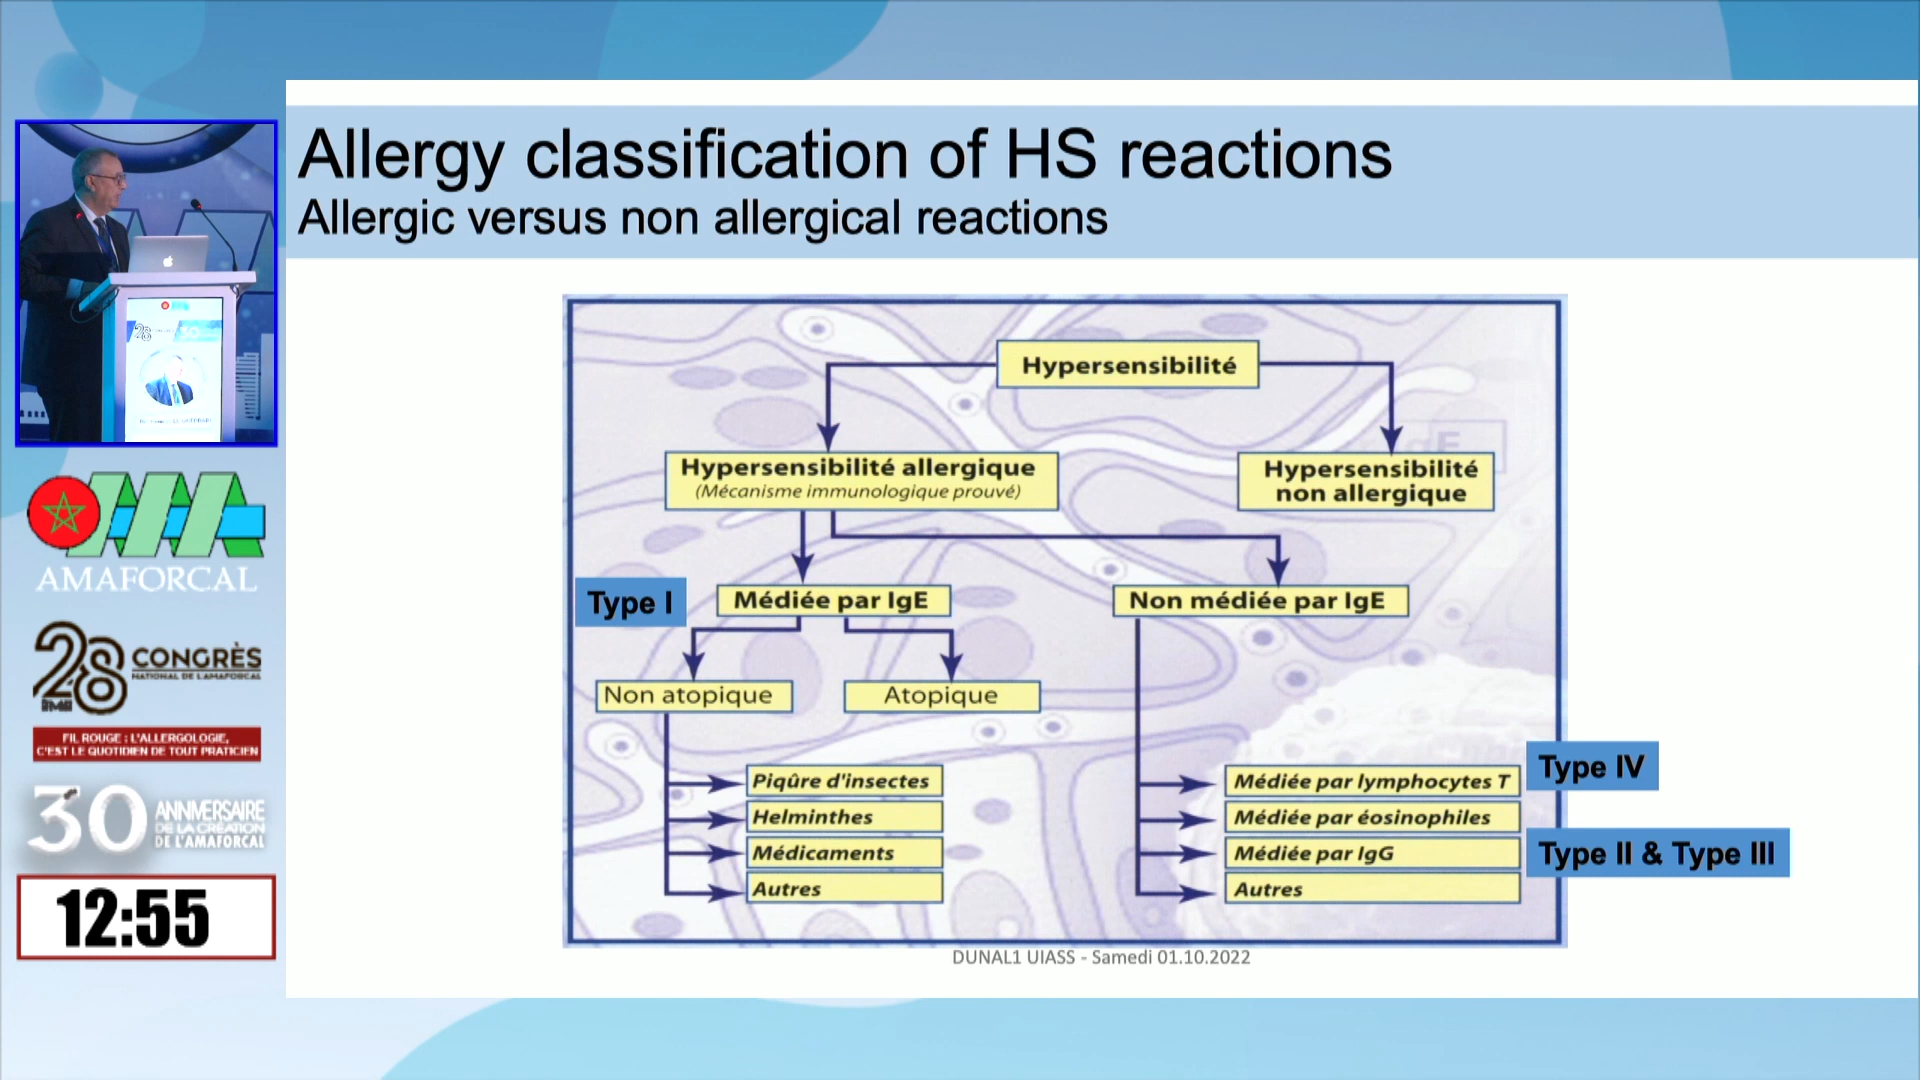 Allergy classification of HS reactions
Allergic versus non allergical reactions
Hypersensibilité
Hypersensibilité allergique
(Mécanisme immunologique prouvé)
Hypersensibilité
non allergique
Type I
Médiée par IgE
Non médiée par IgE
Non atopique
Atopique
Piqûre d'insectes
Helminthes
Médicaments
Autres
Médiée par lymphocytes T
Médiée par éosinophiles
Médiée par IgG
Autres
Type IV
Type II & Type III
DUNAL1 UIASS - Samedi 01.10.2022
AMAFORCAL
28 CONGRÈS
NATIONAL DE L'AMAFORCAL
FIL ROUGE : L'ALLERGOLOGIE,
C'EST LE QUOTIDIEN DE TOUT PRATICIEN
30 ANNIVERSAIRE
DE LA CRÉATION
DE L'AMAFORCAL
12:55